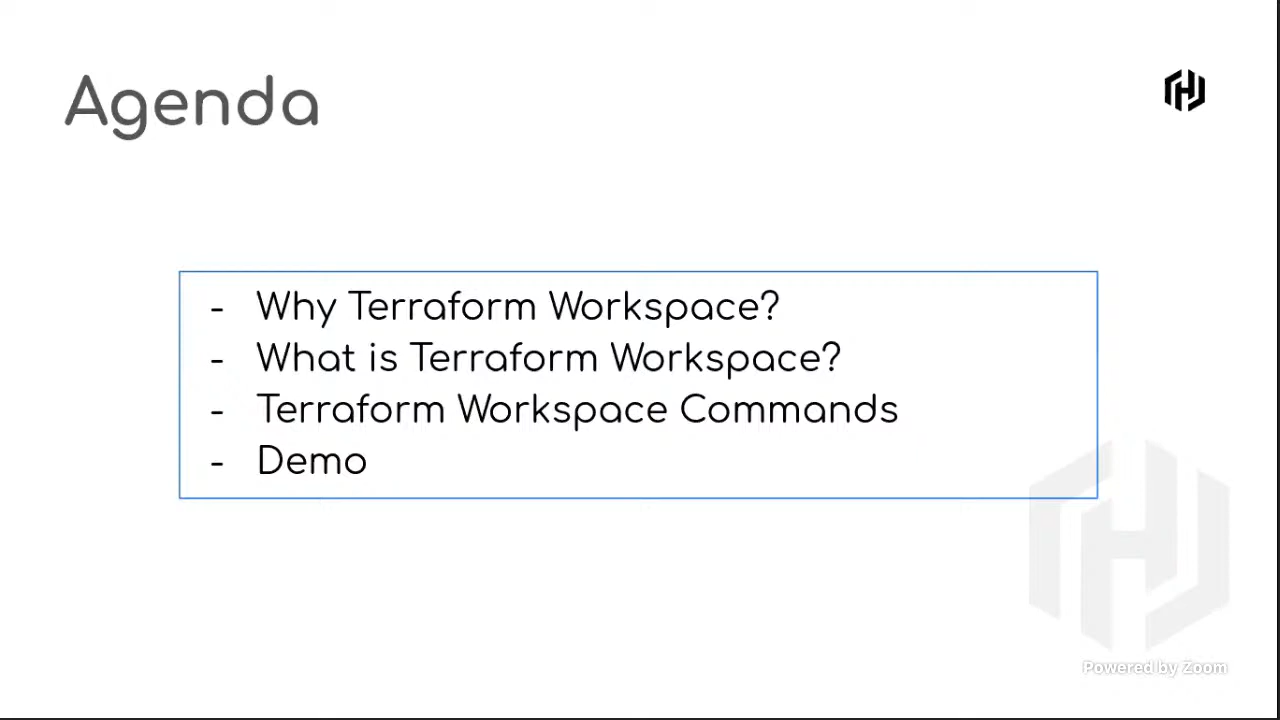 Agenda
- Why Terraform Workspace?
- What is Terraform Workspace?
- Terraform Workspace Commands
- Demo
Powered by Zoom